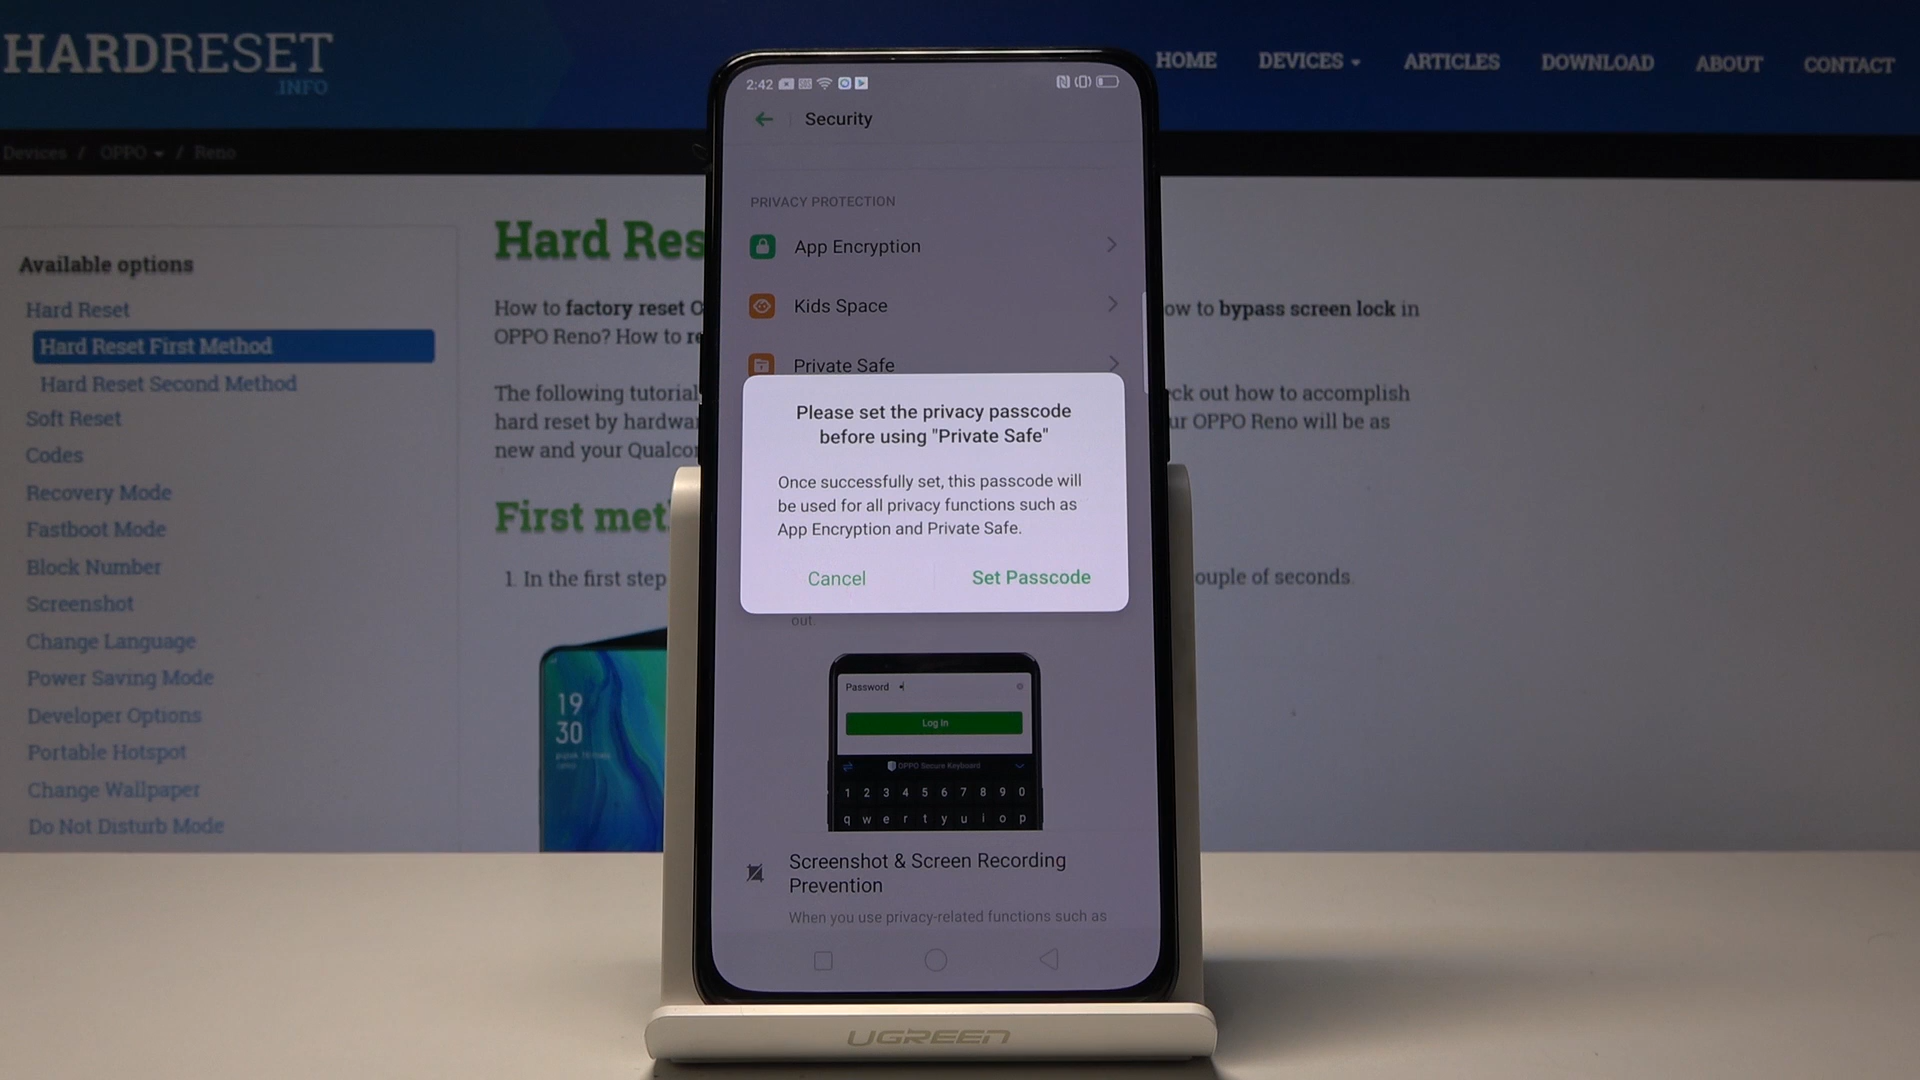 HARDRESET
.INFO
HOME DEVICES ARTICLES DOWNLOAD ABOUT CONTACT
Devices / OPPO / Reno
Available options
Hard Reset
Hard Reset First Method
Hard Reset Second Method
Soft Reset
Codes
Recovery Mode
Fastboot Mode
Block Number
Screenshot
Change Language
Power Saving Mode
Developer Options
Portable Hotspot
Change Wallpaper
Do Not Disturb Mode
Hard Res
How to factory reset O
ow to bypass screen lock in
OPPO Reno? How to re
The following tutorial
ck out how to accomplish
hard reset by hardwar
ur OPPO Reno will be as
new and your Qualco
First met
1. In the first step
ouple of seconds.
19
30
2:42
Security
PRIVACY PROTECTION
App Encryption
Kids Space
Private Safe
Please set the privacy passcode
before using "Private Safe"
Once successfully set, this passcode will
be used for all privacy functions such as
App Encryption and Private Safe.
Cancel Set Passcode
out.
Password
Log In
OPPO Secure Keyboard
1 2 3 4 5 6 7 8 9 0
q w e r t y u i o p
Screenshot & Screen Recording
Prevention
When you use privacy-related functions such as
UGREEN